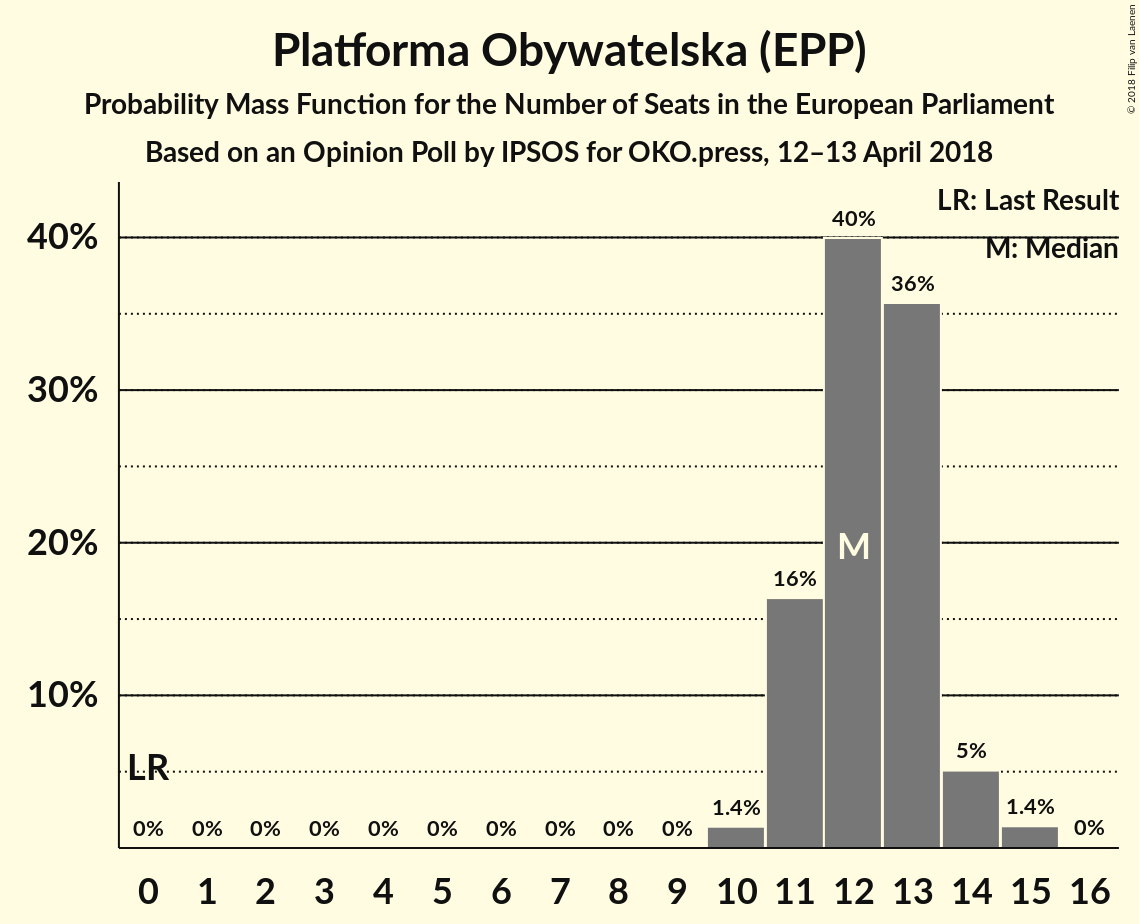 Platforma Obywatelska (EPP)
Probability Mass Function for the Number of Seats in the European Parliament
Based on an Opinion Poll by IPSOS for OKO.press, 12–13 April 2018
© 2018 Filip van Laenen
LR: Last Result
M: Median
40%
30%
20%
10%
40%
36%
M
16%
5%
LR
1.4%
1.4%
0% 0% 0% 0% 0% 0% 0% 0% 0% 0% 0%
0 1 2 3 4 5 6 7 8 9 10 11 12 13 14 15 16